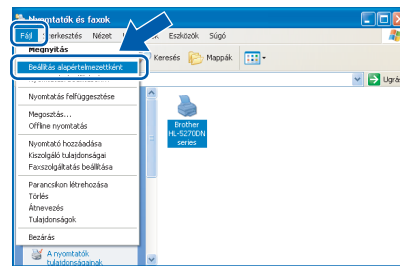 Nyomtatók és faxok
Fájl Szerkesztés Nézet Eszközök Súgó
Megnyitás
Keresés Mappák
Beállítás alapértelmezettként
Ugrás
Nyomtatás felfüggesztése
Megosztás...
Offline nyomtatás
Nyomtató hozzáadása
Kiszolgáló tulajdonságai
Faxszolgáltatás beállítása
Parancsikon létrehozása
Törlés
Átnevezés
Tulajdonságok
Bezárás
Brother
HL-5270DN
series
A nyomtatók
tulajdonságainak